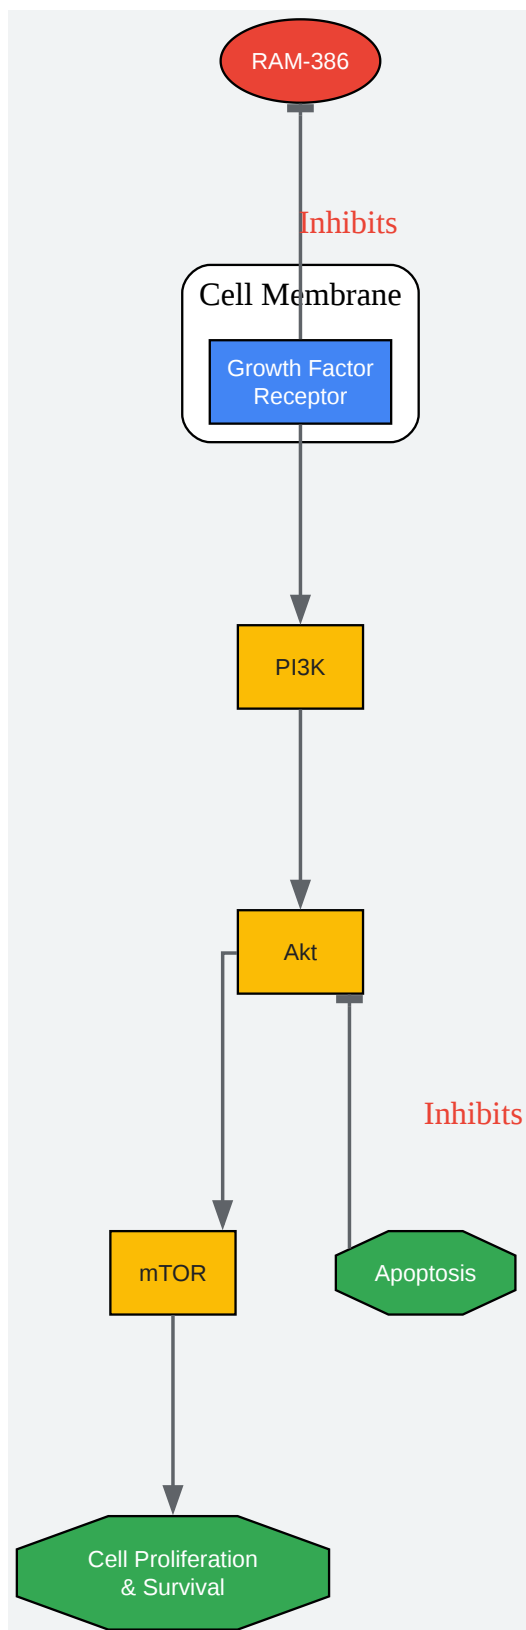 RAM-386
Inhibits
Cell Membrane
Growth Factor
Receptor
PI3K
Akt
Inhibits
mTOR
Apoptosis
Cell Proliferation
& Survival